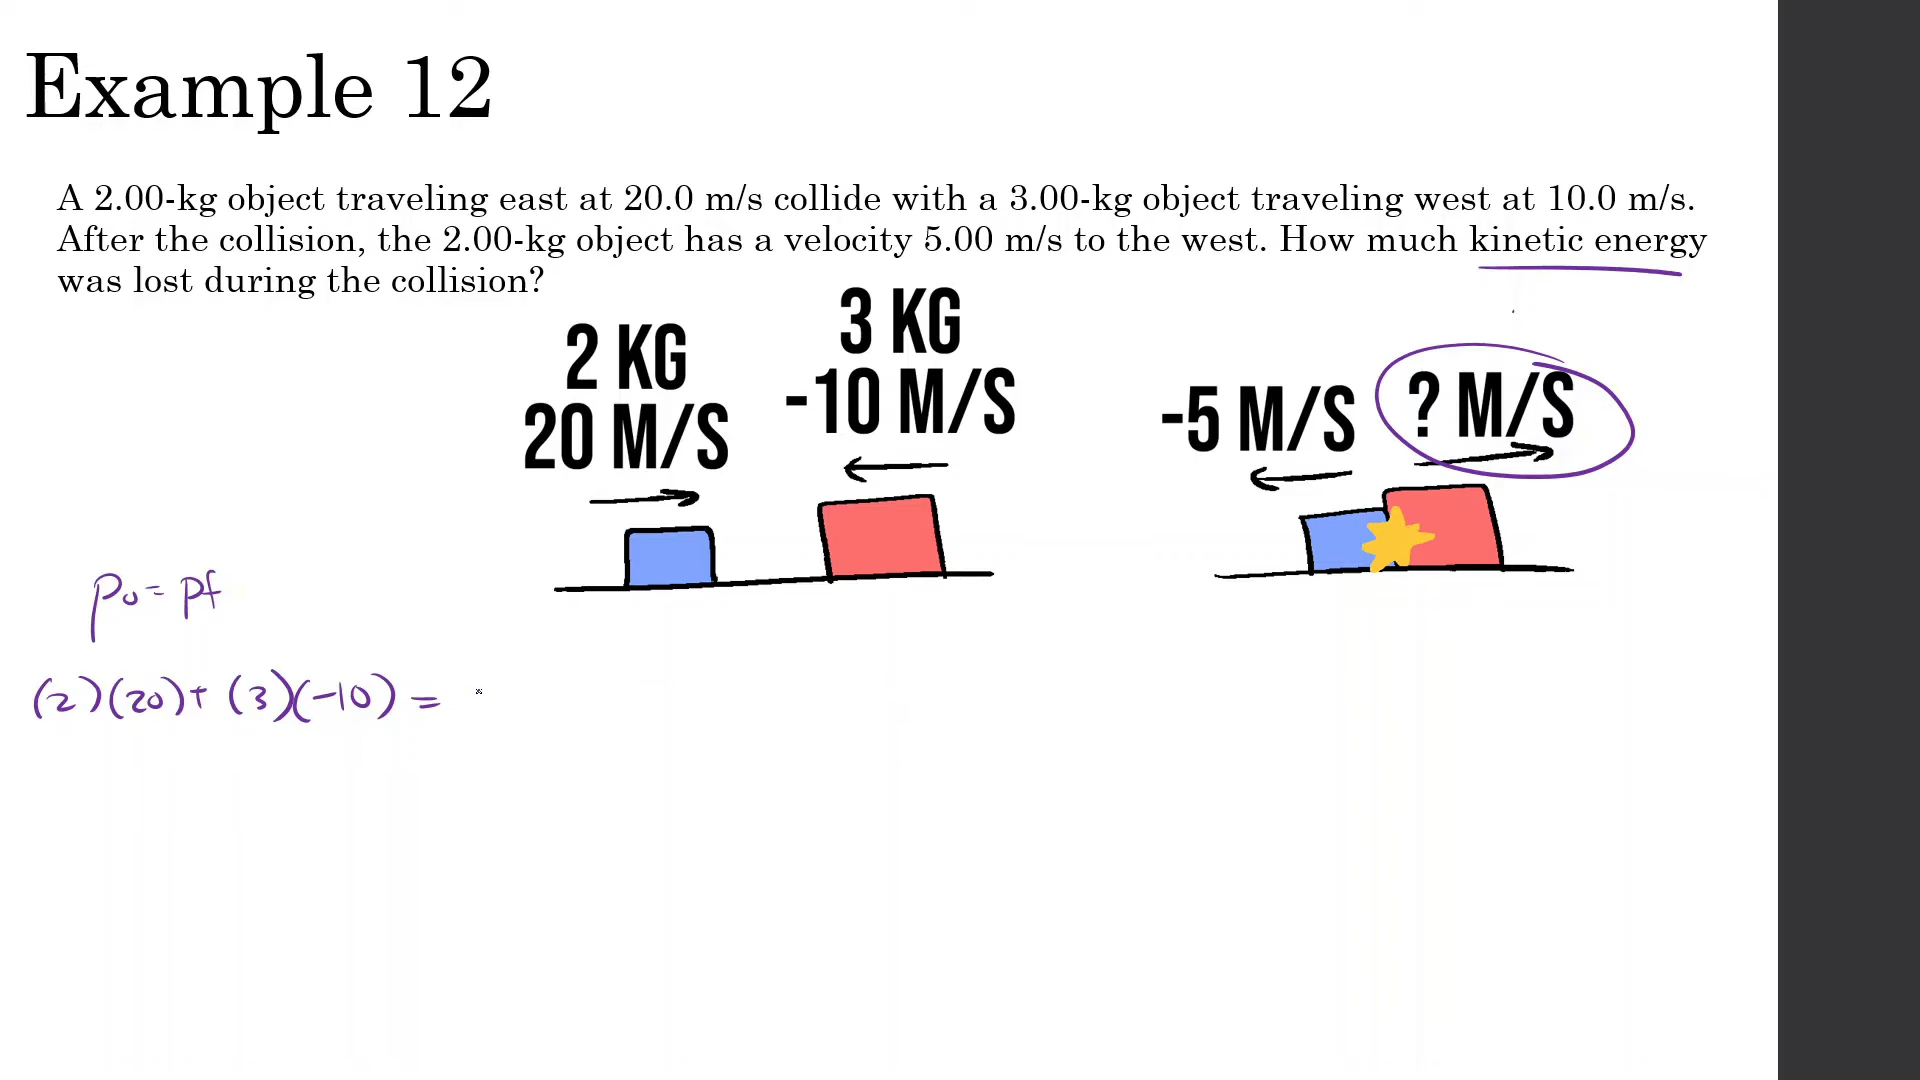 Example 12
A 2.00-kg object traveling east at 20.0 m/s collide with a 3.00-kg object traveling west at 10.0 m/s.
After the collision, the 2.00-kg object has a velocity 5.00 m/s to the west. How much kinetic energy
was lost during the collision?
2 KG
20 M/S
3 KG
-10 M/S
-5 M/S
? M/S
po = pf
(2)(20)+ (3)(-10) =